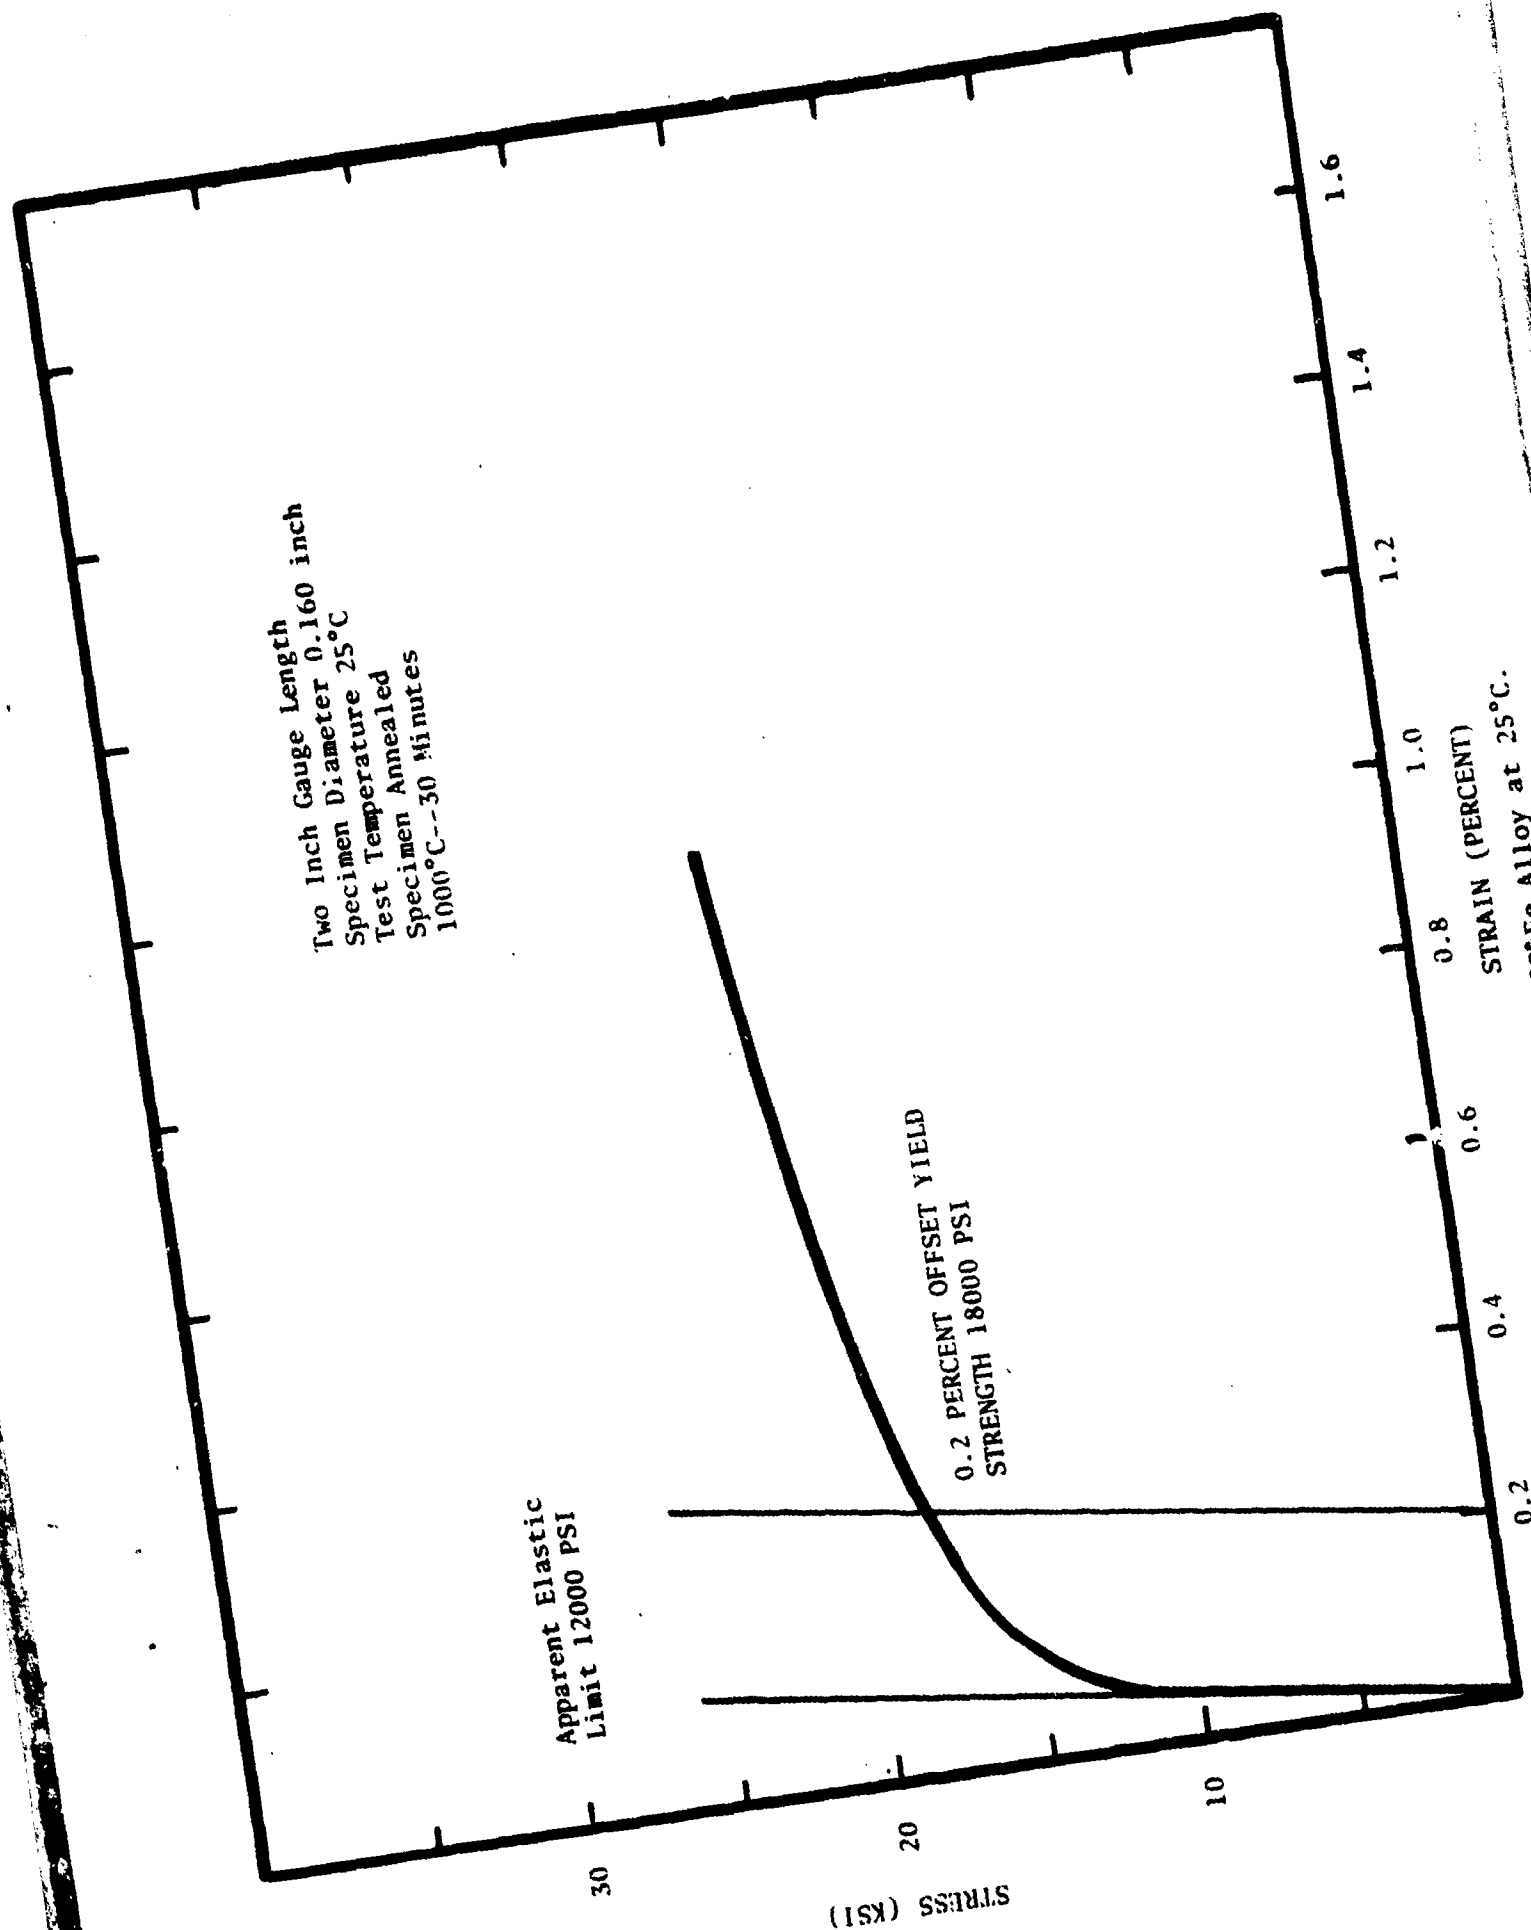 Two Inch Gauge Length
Specimen Diameter 0.160 inch
Test Temperature 25°C
Specimen Annealed
1000°C--30 Minutes
Apparent Elastic
Limit 12000 PSI
0.2 PERCENT OFFSET YIELD
STRENGTH 18000 PSI
STRESS (KSI)
30
20
10
0.2
0.4
0.6
0.8
1.0
1.2
1.4
1.6
STRAIN (PERCENT)
Alloy at 25°C.